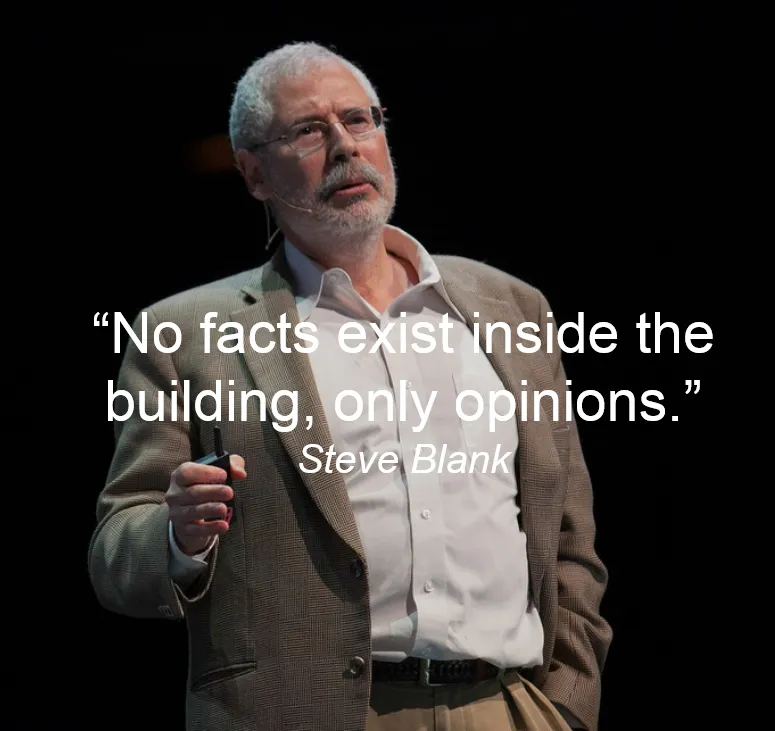 “No facts exist inside the
building, only opinions.”
Steve Blank